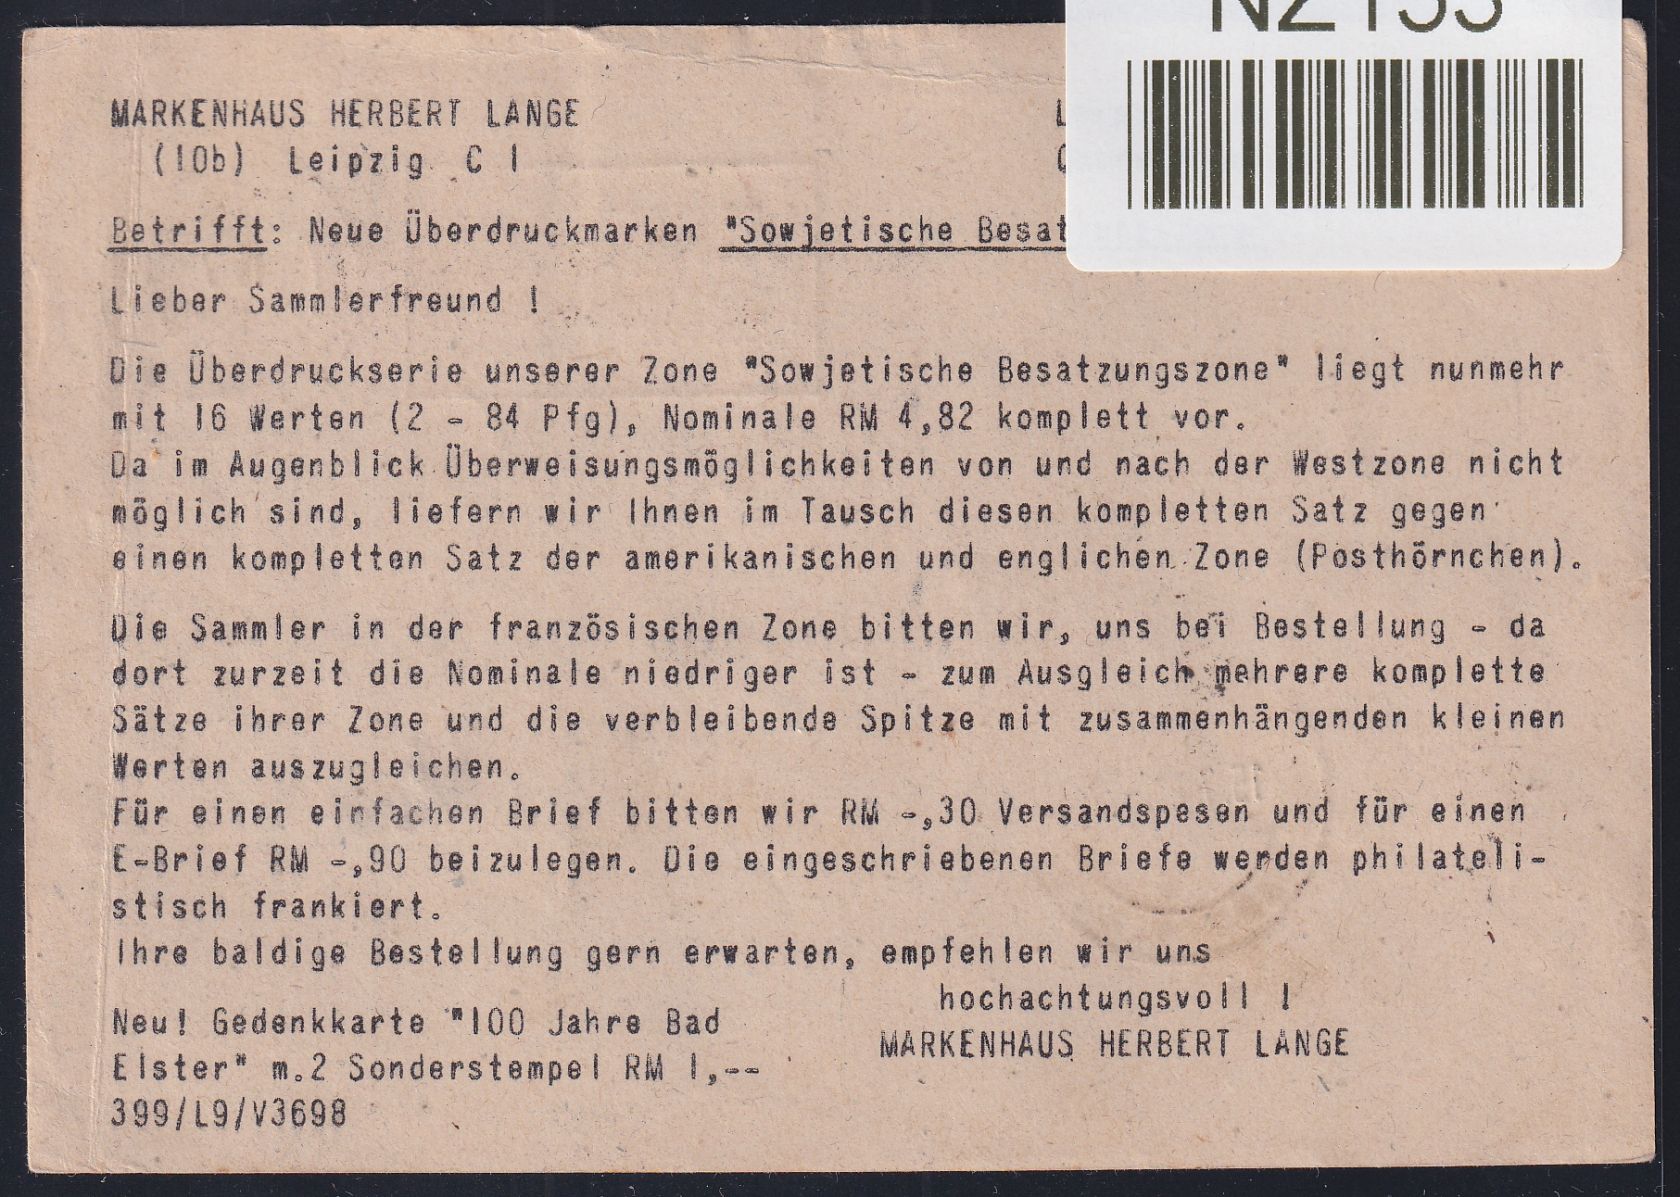 MARKENHAUS HERBERT LANGE
(10b) Leipzig C 1
Betrifft: Neue Überdruckmarken "Sowjetische Besat
Lieber Sammlerfreund !
Die Überdruckserie unserer Zone "Sowjetische Besatzungszone" liegt nunmehr
mit 16 Werten (2 - 84 Pfg), Nominale RM 4,82 komplett vor.
Da im Augenblick Überweisungsmöglichkeiten von und nach der Westzone nicht
möglich sind, liefern wir Ihnen im Tausch diesen kompletten Satz gegen
einen kompletten Satz der amerikanischen und englichen Zone (Posthörnchen).
Die Sammler in der französischen Zone bitten wir, uns bei Bestellung - da
dort zurzeit die Nominale niedriger ist - zum Ausgleich mehrere komplette
Sätze ihrer Zone und die verbleibende Spitze mit zusammenhängenden kleinen
Werten auszugleichen.
Für einen einfachen Brief bitten wir RM -,30 Versandspesen und für einen
E-Brief RM -,90 beizulegen. Die eingeschriebenen Briefe werden philateli-
stisch frankiert.
Ihre baldige Bestellung gern erwarten, empfehlen wir uns
hochachtungsvoll !
MARKENHAUS HERBERT LANGE
Neu! Gedenkkarte "100 Jahre Bad
Elster" m.2 Sonderstempel RM 1,--
399/L9/V3698